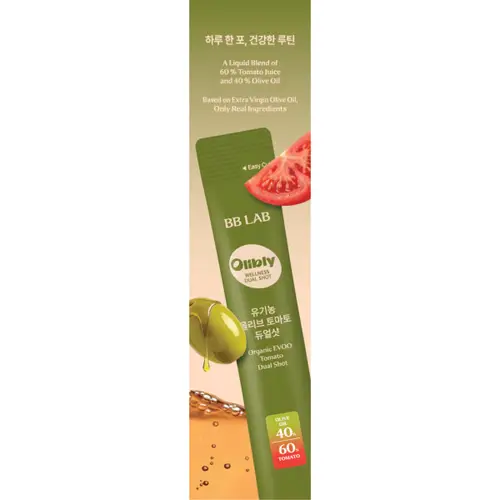 하루 한 포, 건강한 루틴
A Liquid Blend of
60 % Tomato Juice
and 40 % Olive Oil
Based on Extra Virgin Olive Oil,
Only Real Ingredients
◀ Easy C
BB LAB
Olibly
WELLNESS
DUAL SHOT
유기농
올리브 토마토
듀얼샷
Organic EVOO
Tomato
Dual Shot
OLIVE
OIL
40%
60%
TOMATO